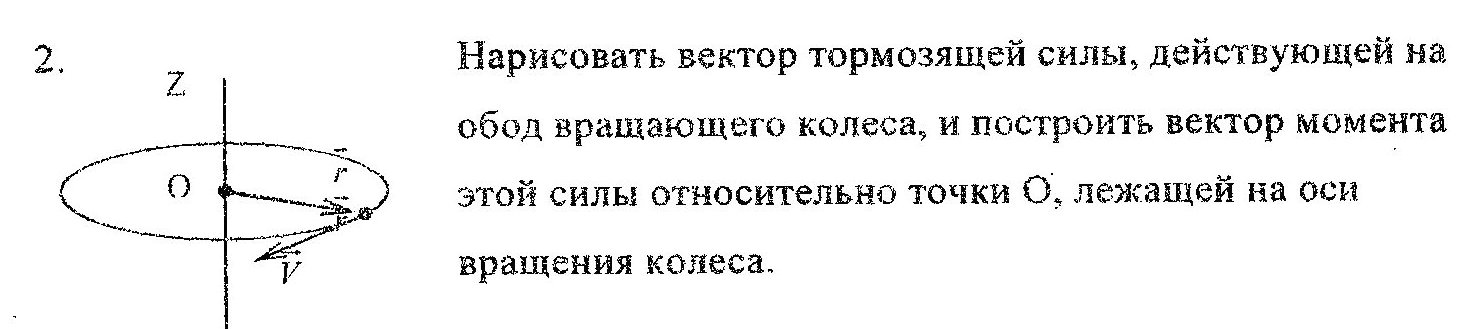 2.
Z
O
r
V
Нарисовать вектор тормозящей силы, действующей на
обод вращающего колеса, и построить вектор момента
этой силы относительно точки О, лежащей на оси
вращения колеса.